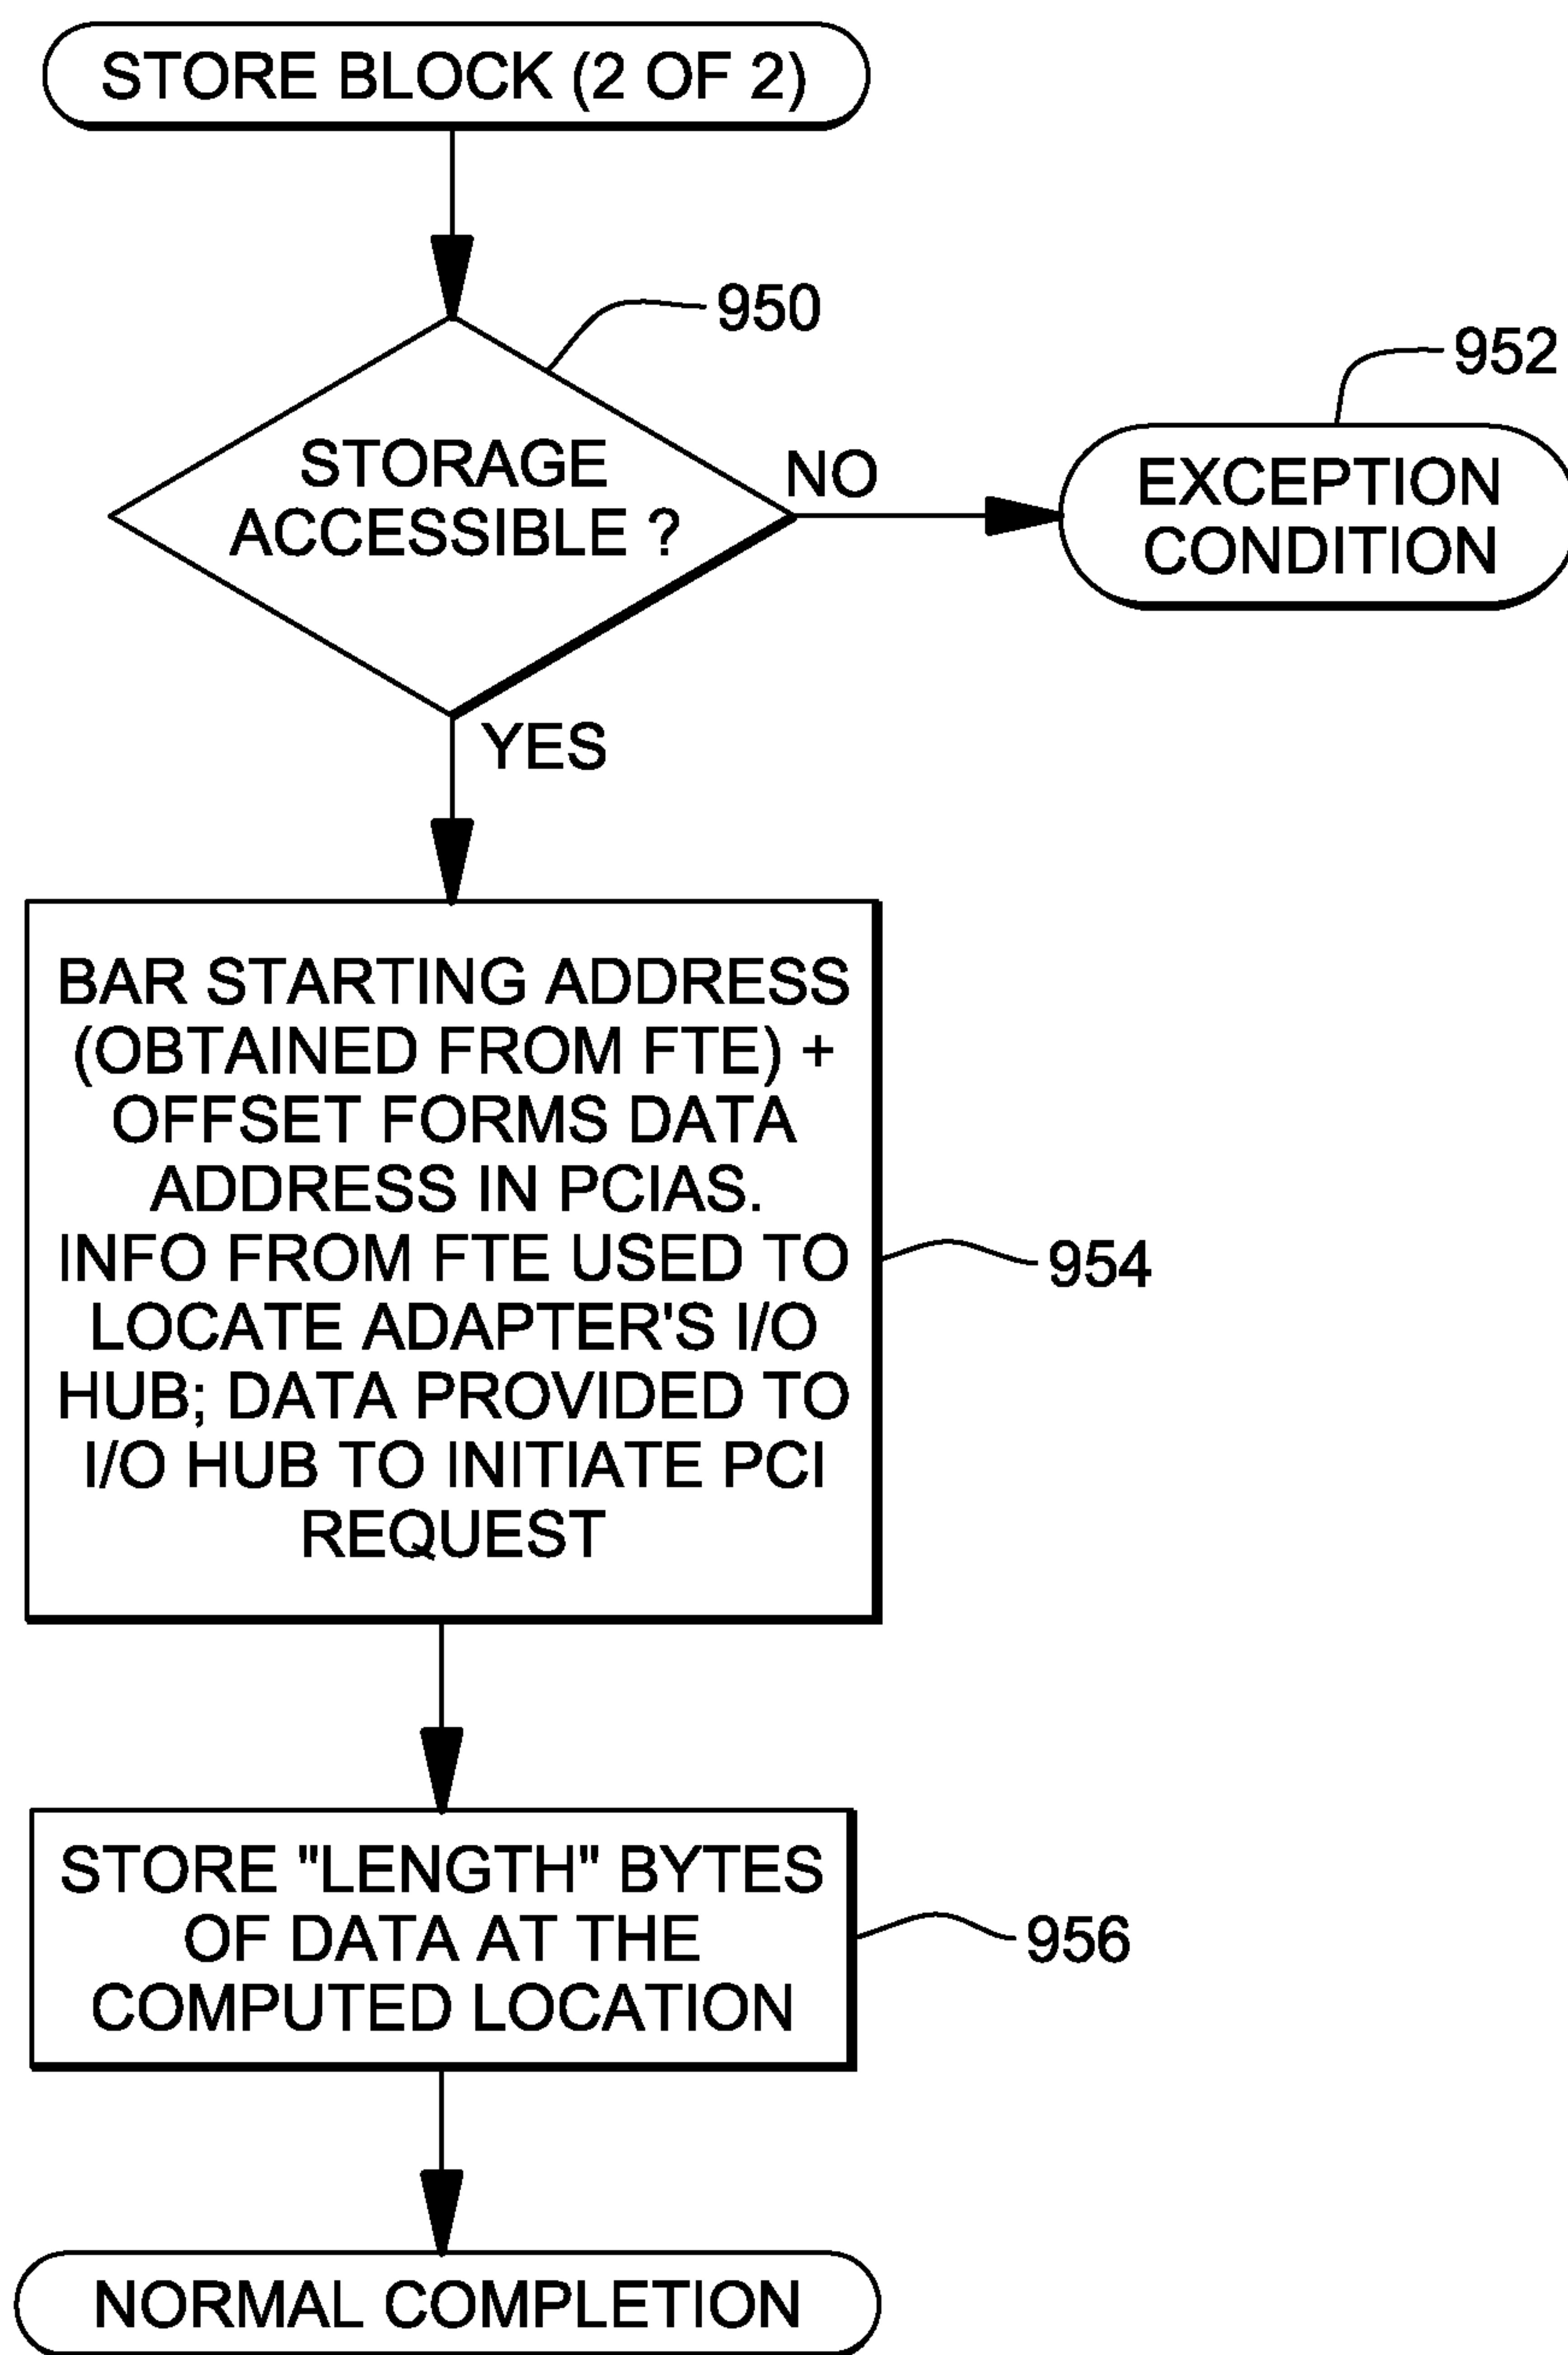 STORE BLOCK (2 OF 2)
950
952
STORAGE
ACCESSIBLE ?
NO
EXCEPTION
CONDITION
YES
BAR STARTING ADDRESS
(OBTAINED FROM FTE) +
OFFSET FORMS DATA
ADDRESS IN PCIAS.
INFO FROM FTE USED TO
LOCATE ADAPTER'S I/O
HUB; DATA PROVIDED TO
I/O HUB TO INITIATE PCI
REQUEST
954
STORE "LENGTH" BYTES
OF DATA AT THE
COMPUTED LOCATION
956
NORMAL COMPLETION